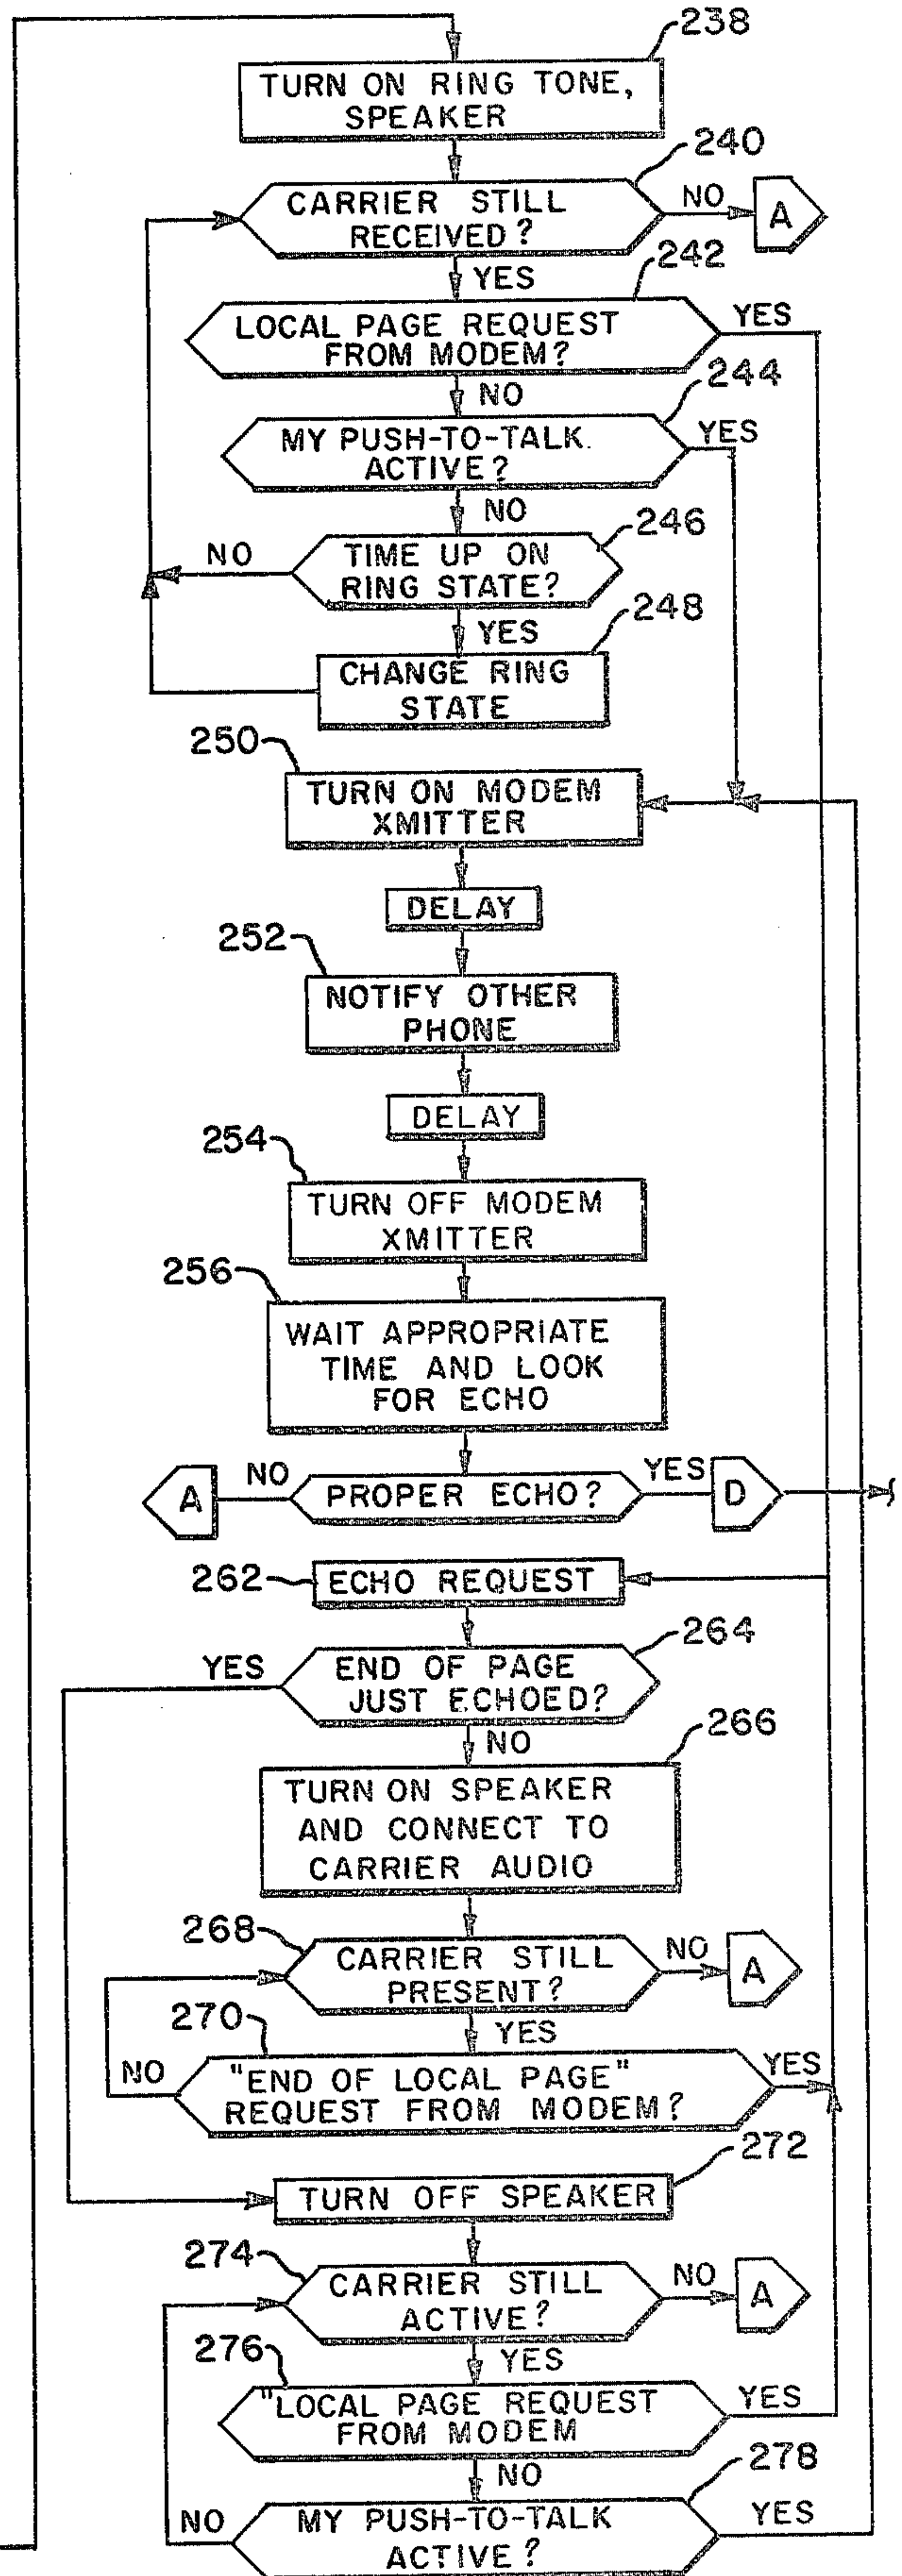 238
TURN ON RING TONE,
SPEAKER
240
CARRIER STILL
RECEIVED?
NO
A
YES
242
LOCAL PAGE REQUEST
FROM MODEM?
YES
NO
244
MY PUSH-TO-TALK
ACTIVE?
YES
NO
246
TIME UP ON
RING STATE?
NO
YES
248
CHANGE RING
STATE
250
TURN ON MODEM
XMITTER
DELAY
252
NOTIFY OTHER
PHONE
DELAY
254
TURN OFF MODEM
XMITTER
256
WAIT APPROPRIATE
TIME AND LOOK
FOR ECHO
A
NO
PROPER ECHO?
YES
D
262
ECHO REQUEST
264
YES
END OF PAGE
JUST ECHOED?
NO
266
TURN ON SPEAKER
AND CONNECT TO
CARRIER AUDIO
268
CARRIER STILL
PRESENT?
NO
A
YES
270
NO
"END OF LOCAL PAGE"
REQUEST FROM MODEM?
YES
272
TURN OFF SPEAKER
274
CARRIER STILL
ACTIVE?
NO
A
YES
276
"LOCAL PAGE REQUEST
FROM MODEM
YES
NO
278
NO
MY PUSH-TO-TALK
ACTIVE?
YES